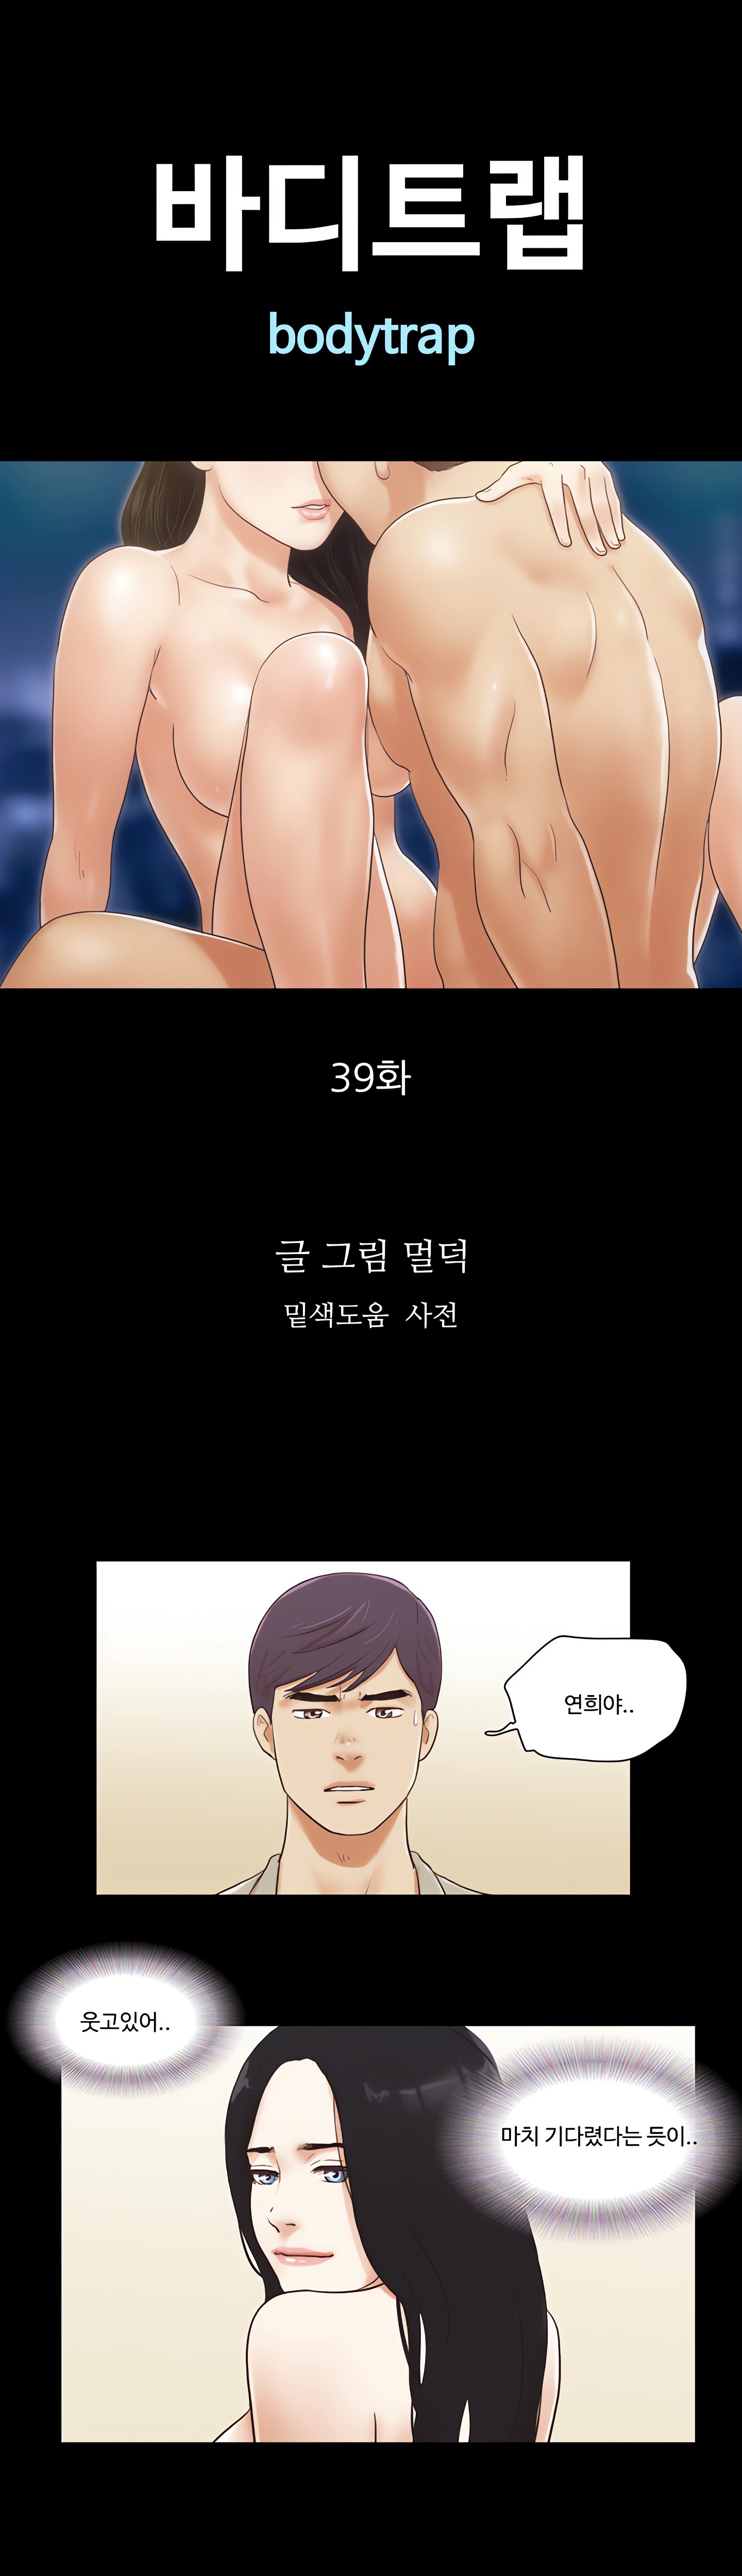 바디트랩
bodytrap
39화
글 그림 멀덕
밑색도움 사전
연희야..
웃고있어..
마치 기다렸다는 듯이..